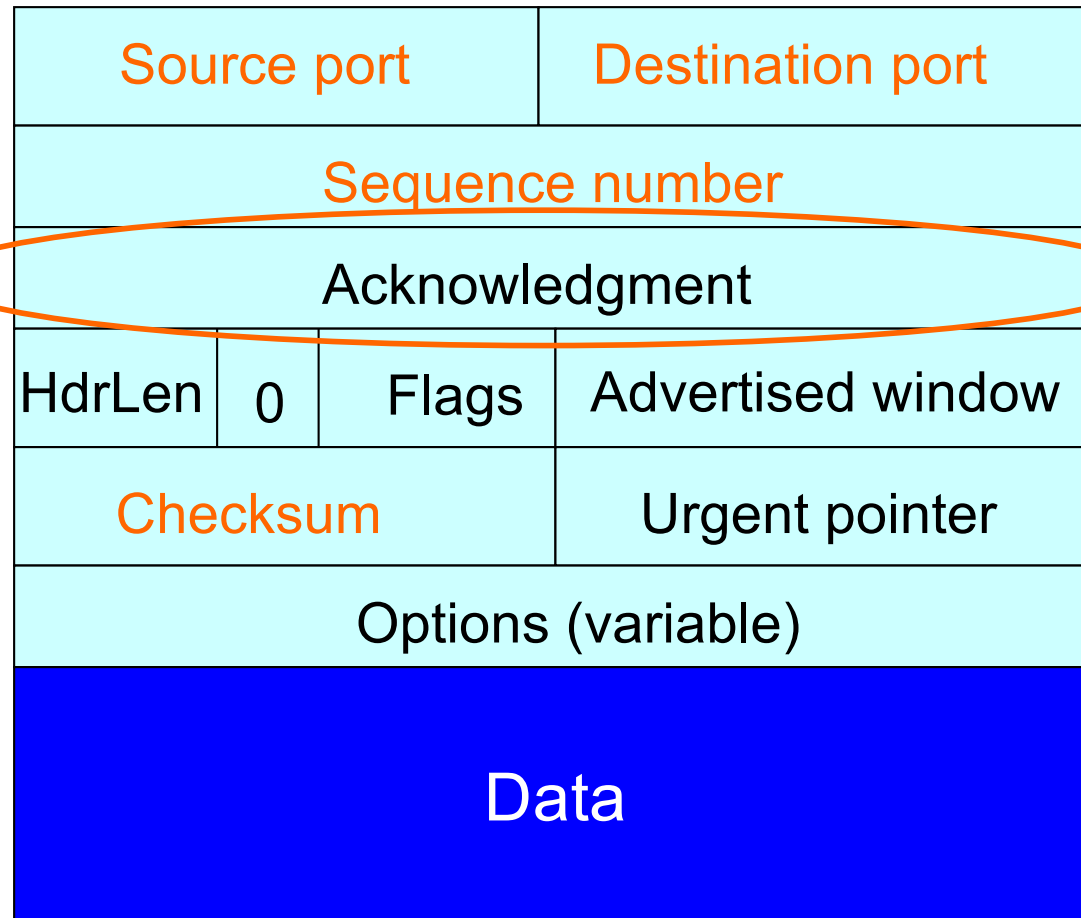 Source port Destination port
Sequence number
Acknowledgment
HdrLen 0 Flags Advertised window
Checksum Urgent pointer
Options (variable)
Data